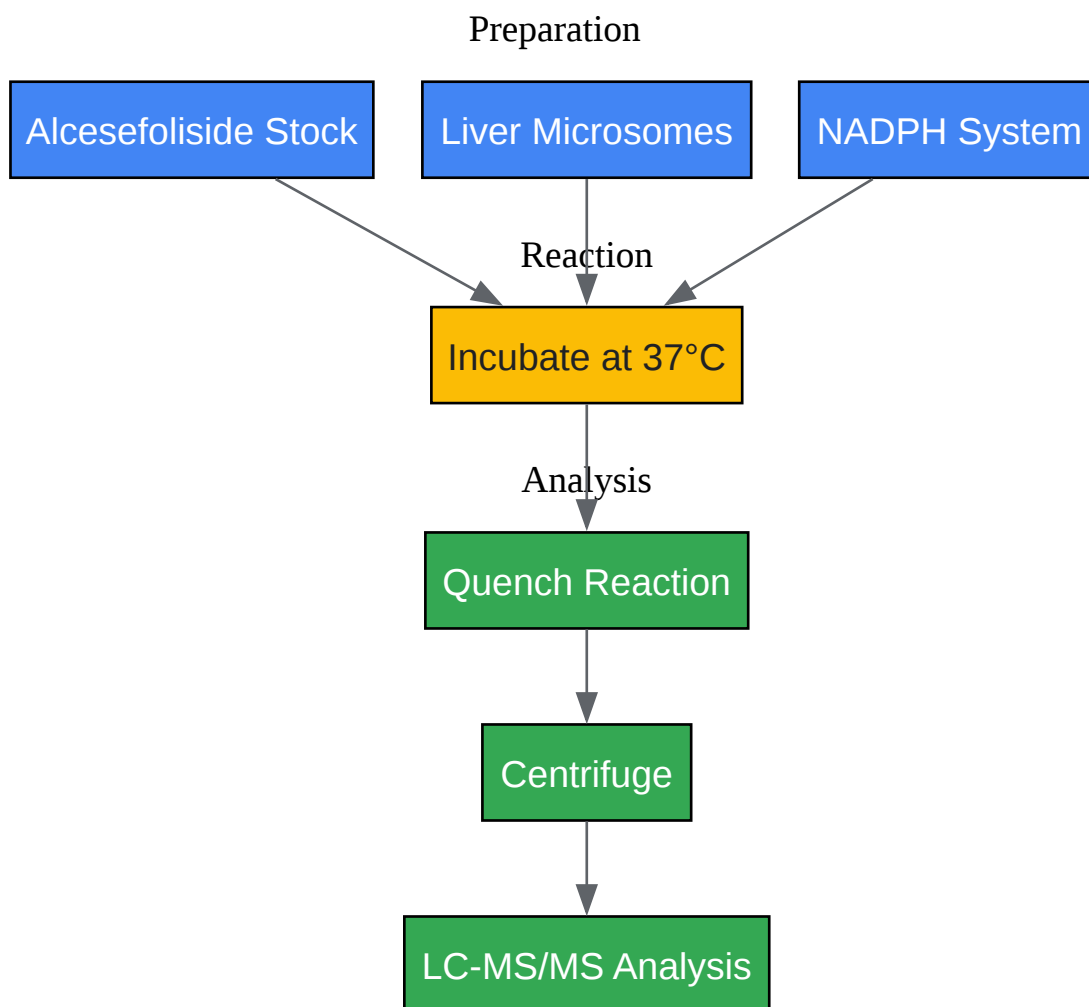 Preparation
Alcesefoliside Stock
Liver Microsomes
NADPH System
Reaction
Incubate at 37°C
Analysis
Quench Reaction
Centrifuge
LC-MS/MS Analysis